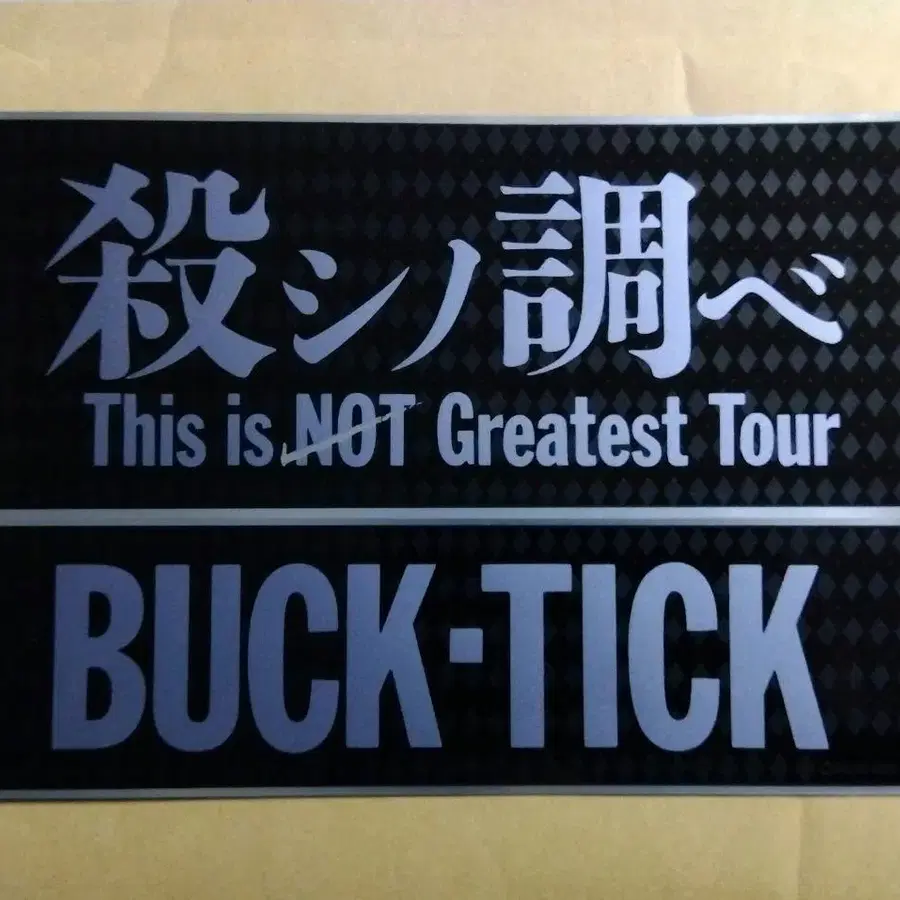 殺シノ調べ
This is NOT Greatest Tour
BUCK-TICK